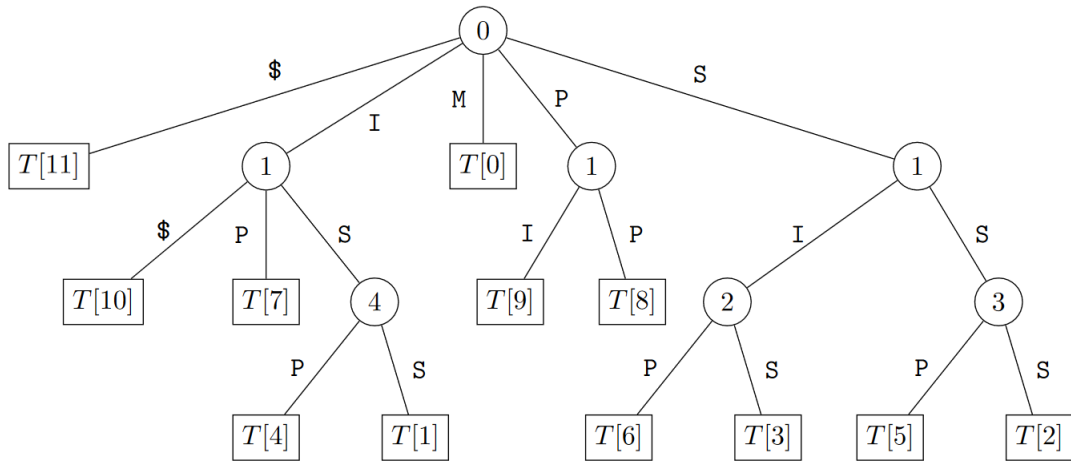 0
$ I M P S
T[11] 1 T[0] 1 1
$ P S I P I S
T[10] T[7] 4 T[9] T[8] 2 3
P S P S P S
T[4] T[1] T[6] T[3] T[5] T[2]